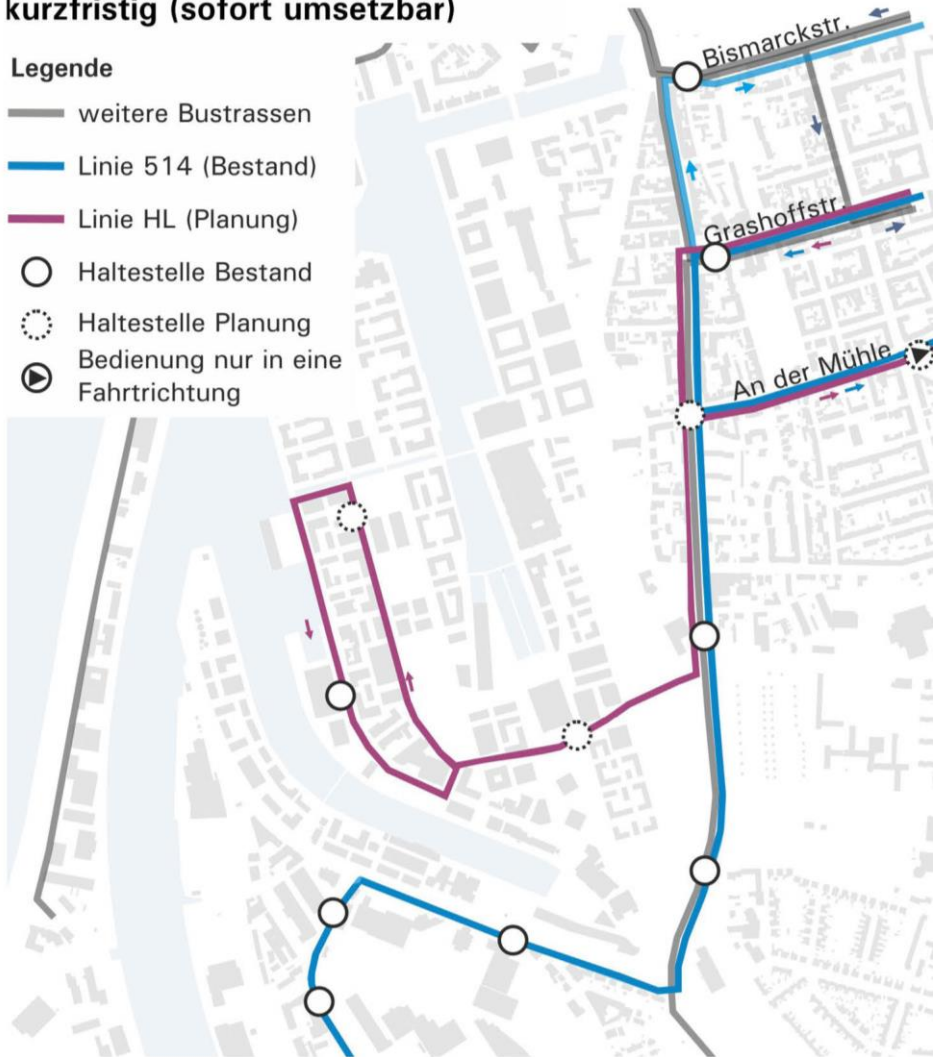 kurzfristig (sofort umsetzbar)
Legende
weitere Bustrassen
Linie 514 (Bestand)
Linie HL (Planung)
Haltestelle Bestand
Haltestelle Planung
Bedienung nur in eine
Fahrtrichtung
Bismarckstr.
Grashoffstr.
An der Mühle